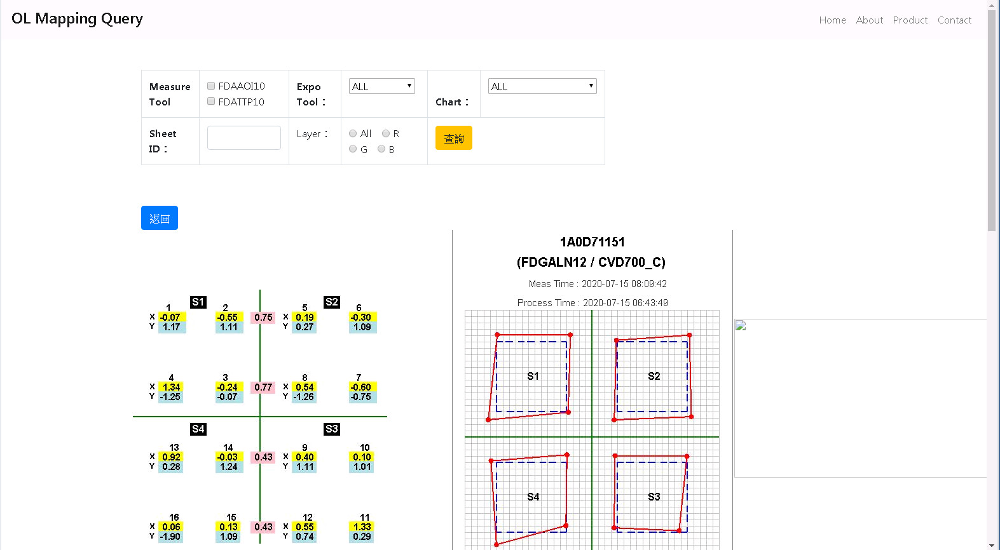 OL Mapping Query
Home About Product Contact
Measure Tool
FDAAOI10
FDATTP10
Expo Tool：
ALL
Chart：
ALL
Sheet ID：
Layer：
All R
G B
查詢
返回
S1 S2
1 2 5 6
X -0.07 -0.55 0.75 X 0.19 -0.30
Y 1.17 1.11 Y 0.27 1.09
4 3 8 7
X 1.34 -0.24 0.77 X 0.54 -0.60
Y -1.25 -0.07 Y -1.26 -0.75
S4 S3
13 14 9 10
X 0.92 -0.03 0.43 X 0.40 0.10
Y 0.28 1.24 Y 1.11 1.01
16 15 12 11
X 0.06 0.13 0.43 X 0.55 1.33
Y -1.90 1.09 Y 0.74 0.29
1A0D71151
(FDGALN12 / CVD700_C)
Meas Time : 2020-07-15 08:09:42
Process Time : 2020-07-15 06:43:49
S1 S2
S4 S3